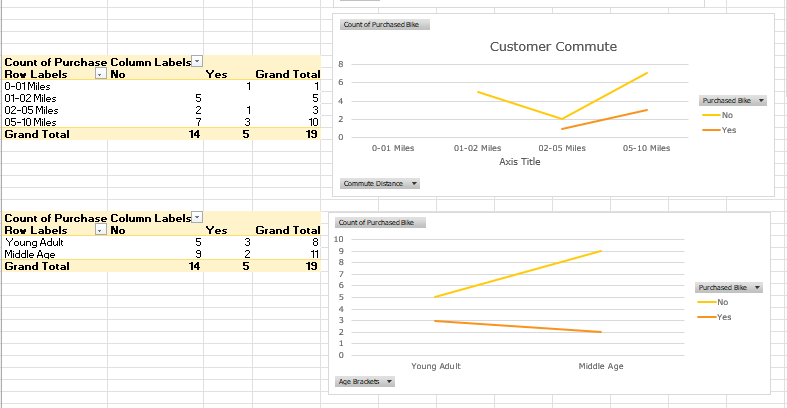 Count of Purchase Column Labels
Row Labels No Yes Grand Total
0-01 Miles 1 1
01-02 Miles 5 5
02-05 Miles 2 1 3
05-10 Miles 7 3 10
Grand Total 14 5 19
Count of Purchased Bike
Customer Commute
8
6
4
2
0
0-01 Miles 01-02 Miles 02-05 Miles 05-10 Miles
Axis Title
Purchased Bike
No
Yes
Commute Distance
Count of Purchase Column Labels
Row Labels No Yes Grand Total
Young Adult 5 3 8
Middle Age 9 2 11
Grand Total 14 5 19
Count of Purchased Bike
10
9
8
7
6
5
4
3
2
1
0
Young Adult Middle Age
Purchased Bike
No
Yes
Age Brackets